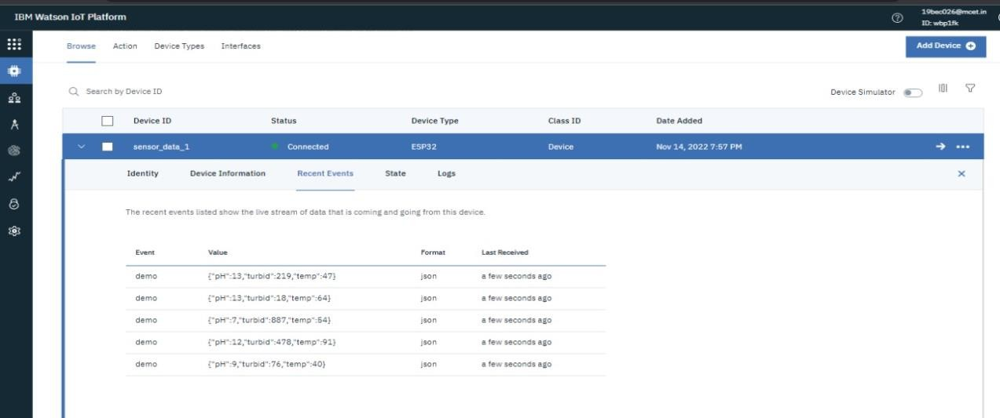 IBM Watson IoT Platform
19bec026@mcet.in
ID: wbp1fk
Browse Action Device Types Interfaces
Add Device
Search by Device ID
Device Simulator
Device ID Status Device Type Class ID Date Added
sensor_data_1 Connected ESP32 Device Nov 14, 2022 7:57 PM
Identity Device Information Recent Events State Logs
The recent events listed show the live stream of data that is coming and going from this device.
Event Value Format Last Received
demo {"pH":13,"turbid":219,"temp":47} json a few seconds ago
demo {"pH":13,"turbid":18,"temp":64} json a few seconds ago
demo {"pH":7,"turbid":887,"temp":54} json a few seconds ago
demo {"pH":12,"turbid":478,"temp":91} json a few seconds ago
demo {"pH":9,"turbid":76,"temp":40} json a few seconds ago